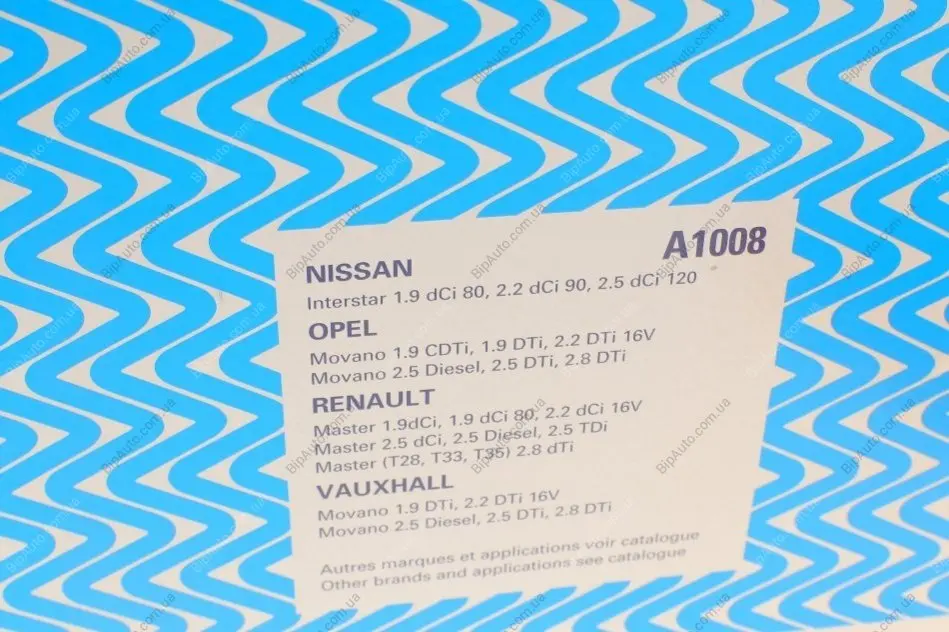 A1008
NISSAN
Interstar 1.9 dCi 80, 2.2 dCi 90, 2.5 dCi 120
OPEL
Movano 1.9 CDTi, 1.9 DTi, 2.2 DTi 16V
Movano 2.5 Diesel, 2.5 DTi, 2.8 DTi
RENAULT
Master 1.9dCi, 1.9 dCi 80, 2.2 dCi 16V
Master 2.5 dCi, 2.5 Diesel, 2.5 TDi
Master (T28, T33, T35) 2.8 dTi
VAUXHALL
Movano 1.9 DTi, 2.2 DTi 16V
Movano 2.5 Diesel, 2.5 DTi, 2.8 DTi
Autres marques et applications voir catalogue
Other brands and applications see catalogue
BipAuto.com.ua